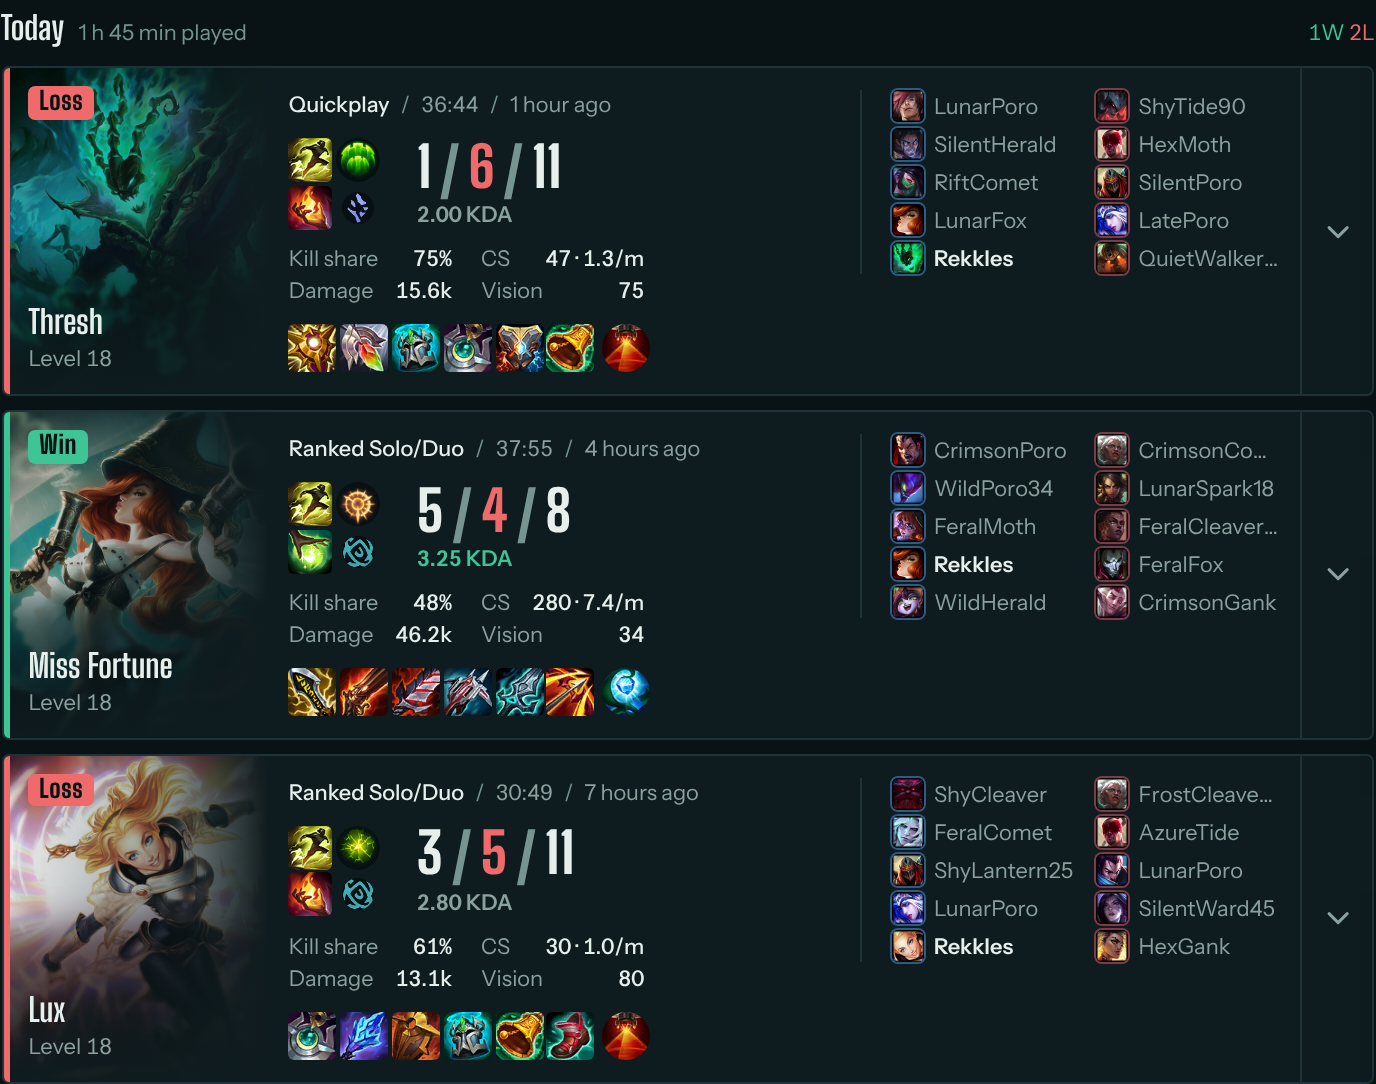 Today 1 h 45 min played 1W 2L
Loss
Quickplay / 36:44 / 1 hour ago
1 / 6 / 11
2.00 KDA
Kill share 75% CS 47 · 1.3/m
Damage 15.6k Vision 75
Thresh
Level 18
LunarPoro ShyTide90
SilentHerald HexMoth
RiftComet SilentPoro
LunarFox LatePoro
Rekkles QuietWalker...
Win
Ranked Solo/Duo / 37:55 / 4 hours ago
5 / 4 / 8
3.25 KDA
Kill share 48% CS 280 · 7.4/m
Damage 46.2k Vision 34
Miss Fortune
Level 18
CrimsonPoro CrimsonCo...
WildPoro34 LunarSpark18
FeralMoth FeralCleaver...
Rekkles FeralFox
WildHerald CrimsonGank
Loss
Ranked Solo/Duo / 30:49 / 7 hours ago
3 / 5 / 11
2.80 KDA
Kill share 61% CS 30 · 1.0/m
Damage 13.1k Vision 80
Lux
Level 18
ShyCleaver FrostCleave...
FeralComet AzureTide
ShyLantern25 LunarPoro
LunarPoro SilentWard45
Rekkles HexGank